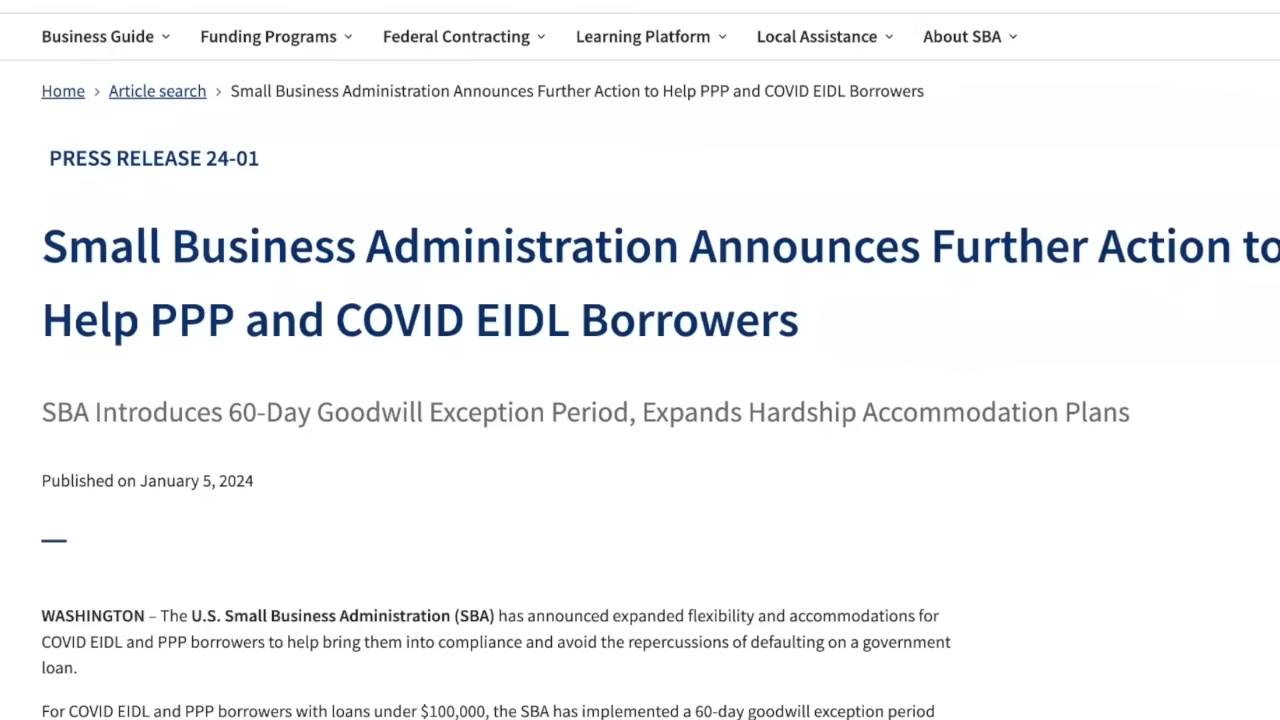 Business Guide Funding Programs Federal Contracting Learning Platform Local Assistance About SBA
Home > Article search > Small Business Administration Announces Further Action to Help PPP and COVID EIDL Borrowers
PRESS RELEASE 24-01
Small Business Administration Announces Further Action to
Help PPP and COVID EIDL Borrowers
SBA Introduces 60-Day Goodwill Exception Period, Expands Hardship Accommodation Plans
Published on January 5, 2024
WASHINGTON – The U.S. Small Business Administration (SBA) has announced expanded flexibility and accommodations for
COVID EIDL and PPP borrowers to help bring them into compliance and avoid the repercussions of defaulting on a government
loan.
For COVID EIDL and PPP borrowers with loans under $100,000, the SBA has implemented a 60-day goodwill exception period